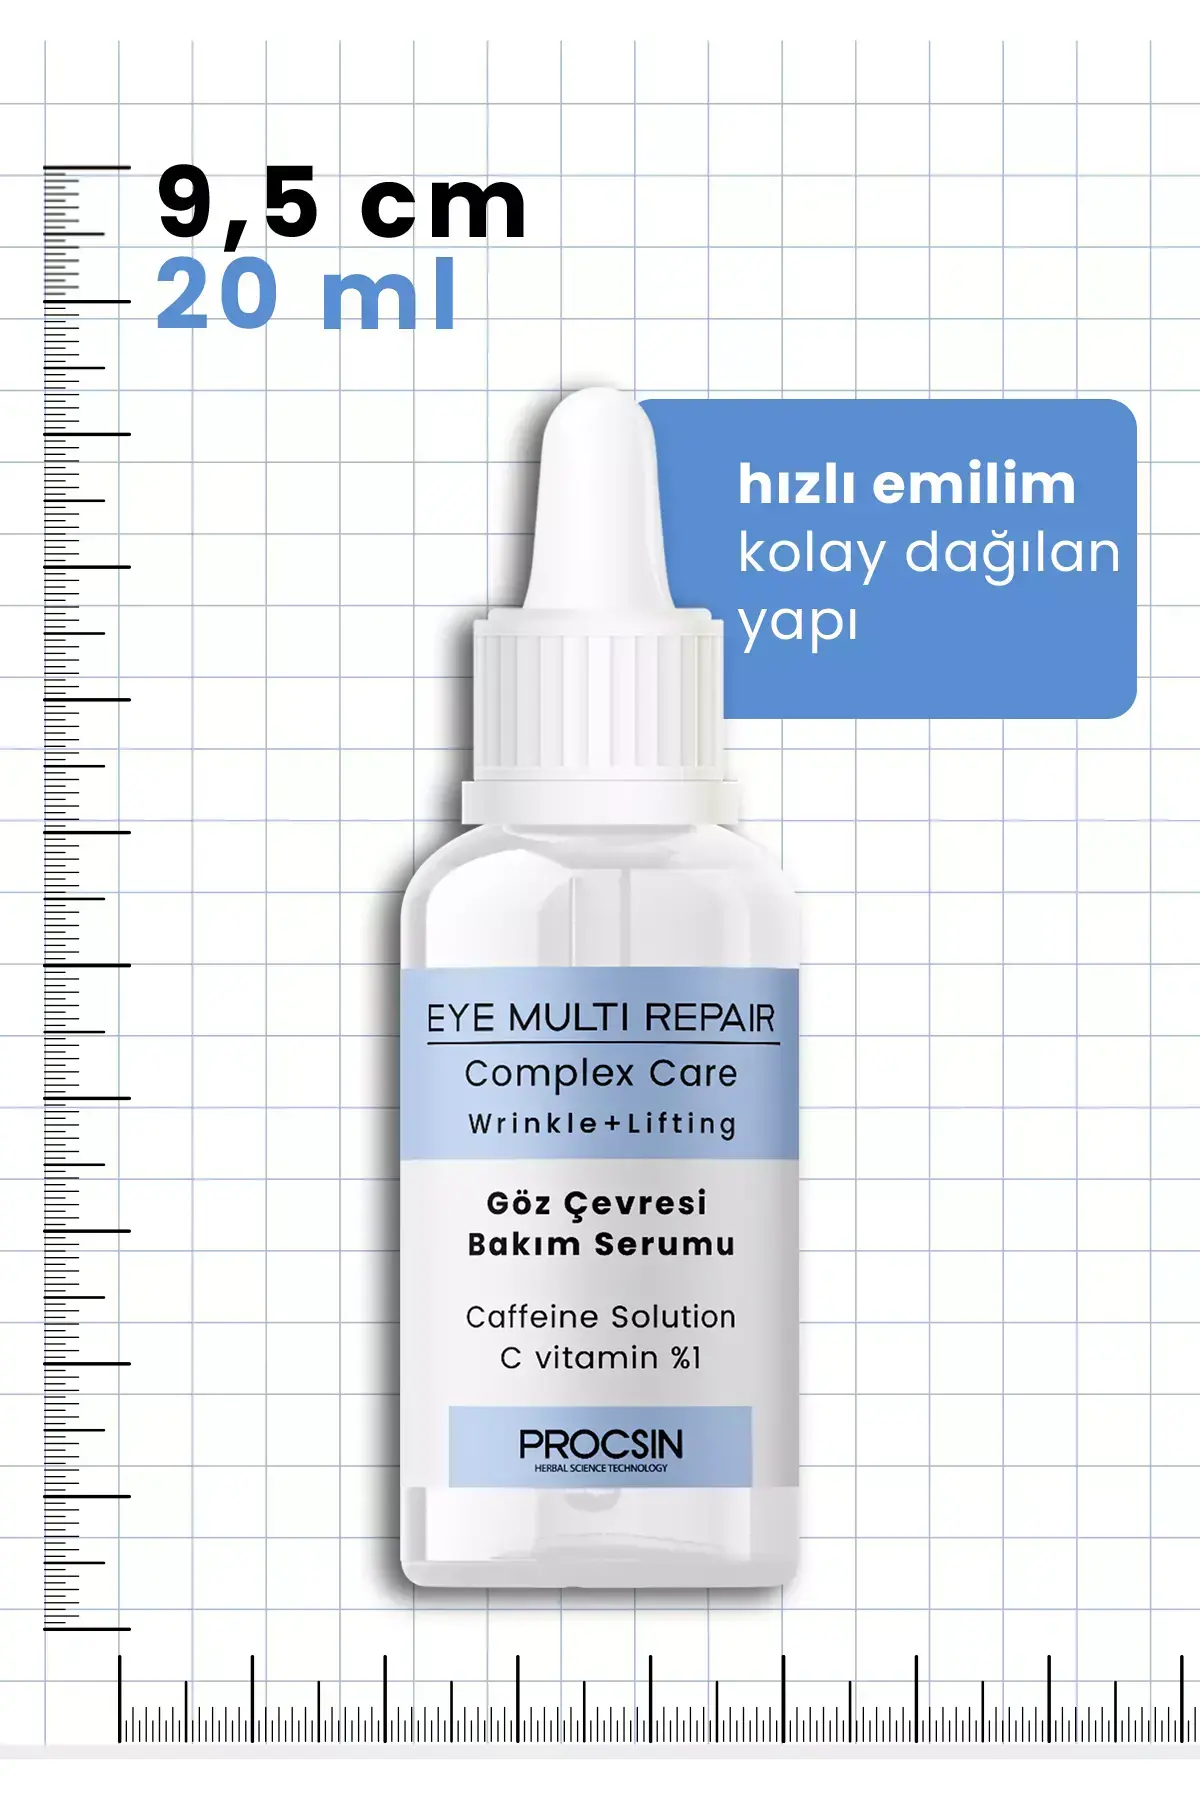 9,5 cm
20 ml
hızlı emilim
kolay dağılan
yapı
EYE MULTI REPAIR
Complex Care
Wrinkle+Lifting
Göz Çevresi
Bakım Serumu
Caffeine Solution
C vitamin %1
PROCSIN
HERBAL SCIENCE TECHNOLOGY